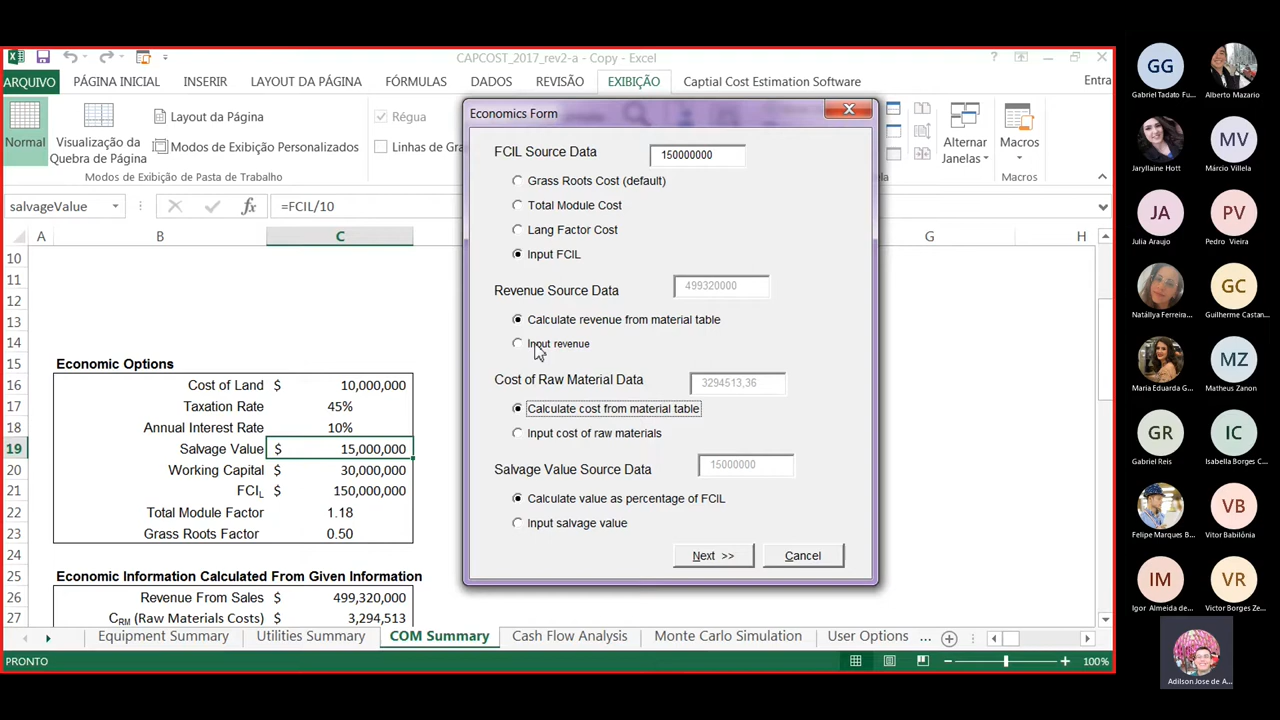 CAPCOST_2017_rev2-a - Copy - Excel
ARQUIVO PÁGINA INICIAL INSERIR LAYOUT DA PÁGINA FÓRMULAS DADOS REVISÃO EXIBIÇÃO Captial Cost Estimation Software Entra
Normal
Visualização da
Quebra de Página
Layout da Página
Modos de Exibição Personalizados
Modos de Exibição de Pasta de Trabalho
Régua
Linhas de Gra
Alternar
Janelas
Macros
Macros
salvageValue
fx
=FCIL/10
A B C G H
10
11
12
13
14
15 Economic Options
16 Cost of Land $ 10,000,000
17 Taxation Rate 45%
18 Annual Interest Rate 10%
19 Salvage Value $ 15,000,000
20 Working Capital $ 30,000,000
21 FCIL $ 150,000,000
22 Total Module Factor 1.18
23 Grass Roots Factor 0.50
24
25 Economic Information Calculated From Given Information
26 Revenue From Sales $ 499,320,000
27 CRM (Raw Materials Costs) $ 3,294,513
Economics Form
FCIL Source Data 150000000
Grass Roots Cost (default)
Total Module Cost
Lang Factor Cost
Input FCIL
Revenue Source Data 499320000
Calculate revenue from material table
Input revenue
Cost of Raw Material Data 3294513,36
Calculate cost from material table
Input cost of raw materials
Salvage Value Source Data 15000000
Calculate value as percentage of FCIL
Input salvage value
Next >> Cancel
Equipment Summary Utilities Summary COM Summary Cash Flow Analysis Monte Carlo Simulation User Options ...
PRONTO 100%
GG
Gabriel Tadato Fu... Alberto Mazario
MV
Jaryllaine Hott Márcio Villela
JA PV
Julia Araujo Pedro Vieira
GC
Natállya Ferreira... Guilherme Castan...
MZ
Maria Eduarda G... Matheus Zanon
GR IC
Gabriel Reis Isabella Borges C...
VB
Felipe Marques B... Vitor Babilônia
IM VR
Igor Almeida de... Victor Borges Ze...
Adilson Jose de A...